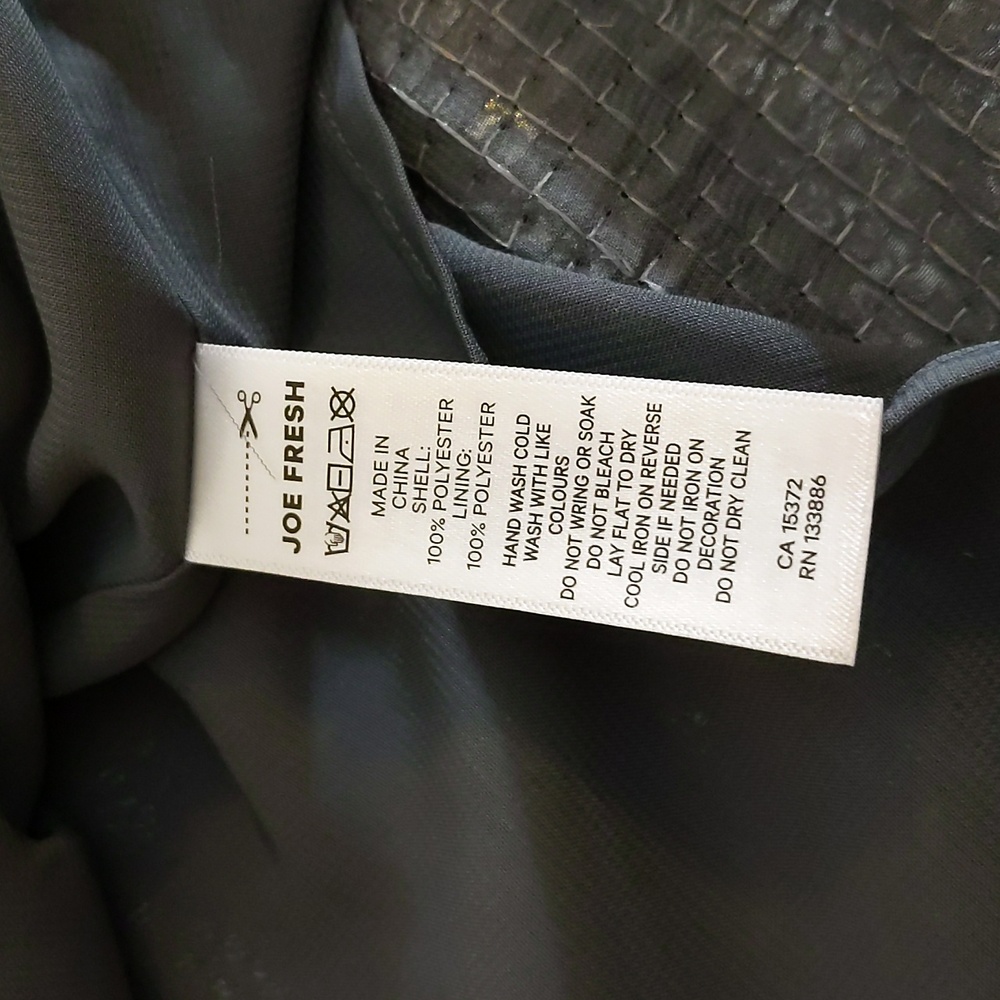 JOE FRESH
MADE IN
CHINA
SHELL:
100% POLYESTER
LINING:
100% POLYESTER
HAND WASH COLD
WASH WITH LIKE
COLOURS
DO NOT WRING OR SOAK
DO NOT BLEACH
LAY FLAT TO DRY
COOL IRON ON REVERSE
SIDE IF NEEDED
DO NOT IRON ON
DECORATION
DO NOT DRY CLEAN
CA 15372
RN 133886